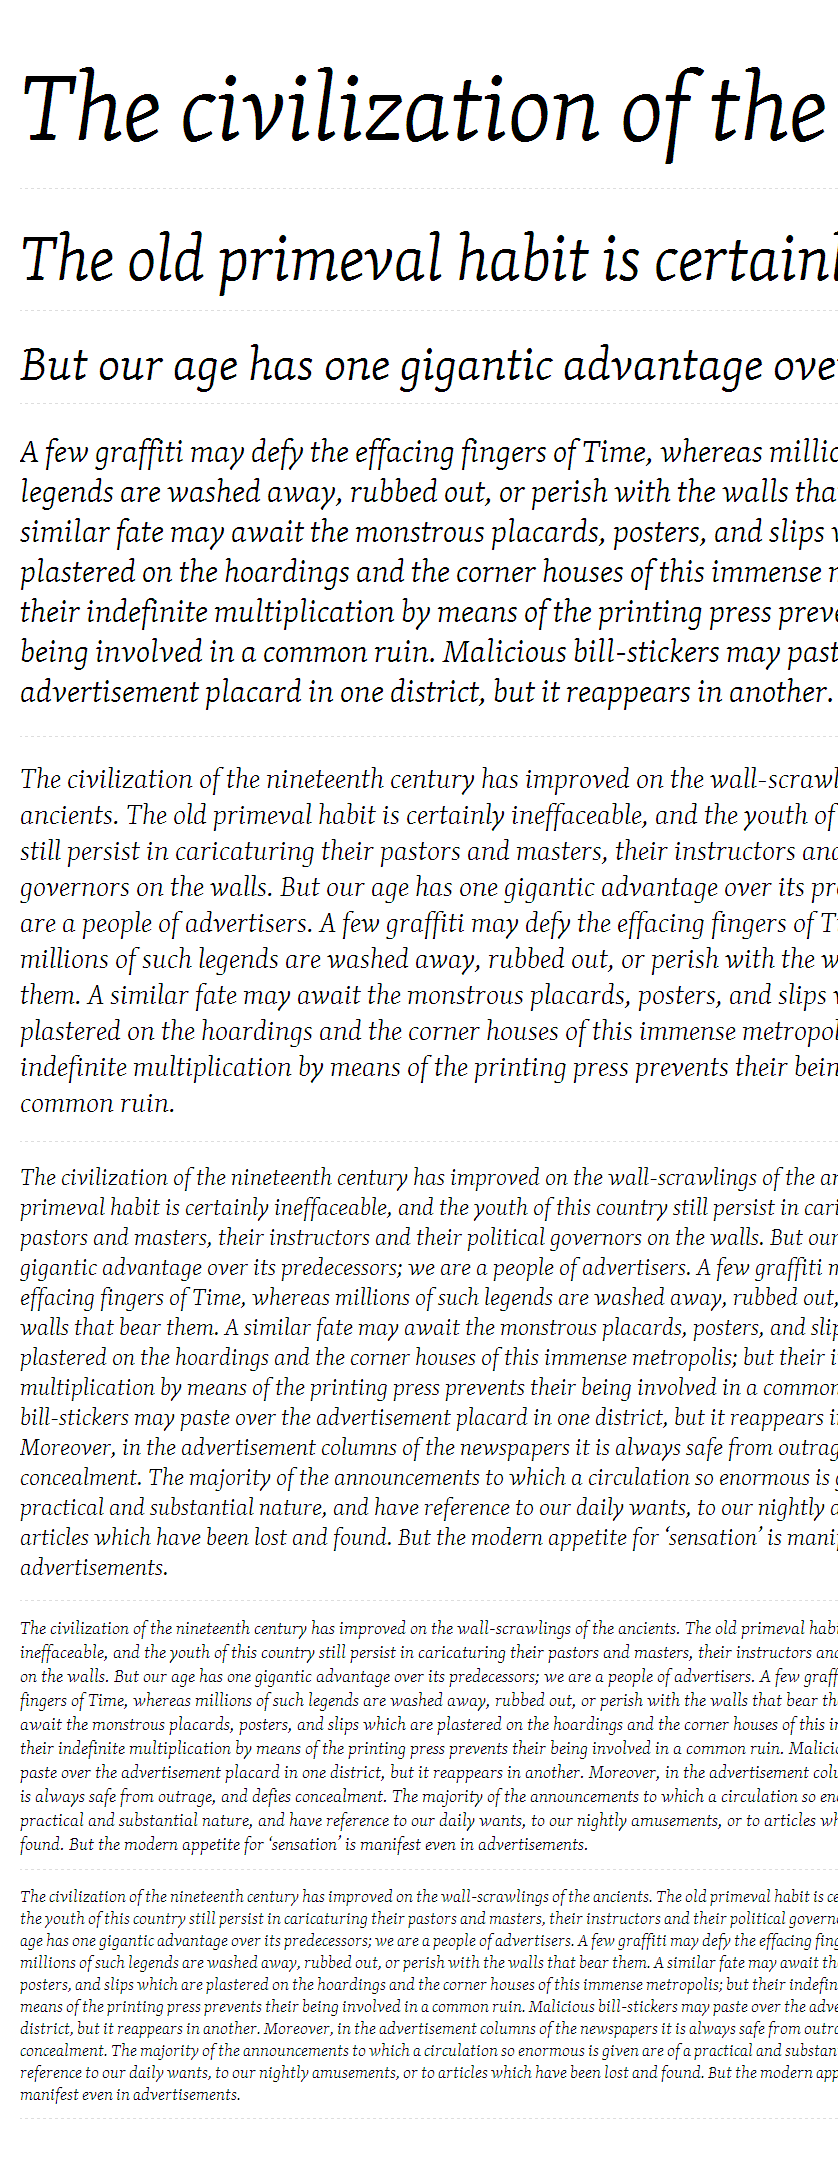 The civilization of the
The old primeval habit is certainl
But our age has one gigantic advantage ove
A few graffiti may defy the effacing fingers of Time, whereas millio
legends are washed away, rubbed out, or perish with the walls tha
similar fate may await the monstrous placards, posters, and slips w
plastered on the hoardings and the corner houses of this immense m
their indefinite multiplication by means of the printing press preve
being involved in a common ruin. Malicious bill-stickers may past
advertisement placard in one district, but it reappears in another.
The civilization of the nineteenth century has improved on the wall-scrawl
ancients. The old primeval habit is certainly ineffaceable, and the youth of
still persist in caricaturing their pastors and masters, their instructors and
governors on the walls. But our age has one gigantic advantage over its pr
are a people of advertisers. A few graffiti may defy the effacing fingers of Ti
millions of such legends are washed away, rubbed out, or perish with the w
them. A similar fate may await the monstrous placards, posters, and slips w
plastered on the hoardings and the corner houses of this immense metropol
indefinite multiplication by means of the printing press prevents their bein
common ruin.
The civilization of the nineteenth century has improved on the wall-scrawlings of the an
primeval habit is certainly ineffaceable, and the youth of this country still persist in cari
pastors and masters, their instructors and their political governors on the walls. But our
gigantic advantage over its predecessors; we are a people of advertisers. A few graffiti m
effacing fingers of Time, whereas millions of such legends are washed away, rubbed out,
walls that bear them. A similar fate may await the monstrous placards, posters, and slip
plastered on the hoardings and the corner houses of this immense metropolis; but their i
multiplication by means of the printing press prevents their being involved in a common
bill-stickers may paste over the advertisement placard in one district, but it reappears i
Moreover, in the advertisement columns of the newspapers it is always safe from outrag
concealment. The majority of the announcements to which a circulation so enormous is g
practical and substantial nature, and have reference to our daily wants, to our nightly a
articles which have been lost and found. But the modern appetite for ‘sensation’ is manif
advertisements.
The civilization of the nineteenth century has improved on the wall-scrawlings of the ancients. The old primeval habi
ineffaceable, and the youth of this country still persist in caricaturing their pastors and masters, their instructors and
on the walls. But our age has one gigantic advantage over its predecessors; we are a people of advertisers. A few graff
fingers of Time, whereas millions of such legends are washed away, rubbed out, or perish with the walls that bear th
await the monstrous placards, posters, and slips which are plastered on the hoardings and the corner houses of this im
their indefinite multiplication by means of the printing press prevents their being involved in a common ruin. Malicio
paste over the advertisement placard in one district, but it reappears in another. Moreover, in the advertisement colu
is always safe from outrage, and defies concealment. The majority of the announcements to which a circulation so eno
practical and substantial nature, and have reference to our daily wants, to our nightly amusements, or to articles wh
found. But the modern appetite for ‘sensation’ is manifest even in advertisements.
The civilization of the nineteenth century has improved on the wall-scrawlings of the ancients. The old primeval habit is ce
the youth of this country still persist in caricaturing their pastors and masters, their instructors and their political governo
age has one gigantic advantage over its predecessors; we are a people of advertisers. A few graffiti may defy the effacing fing
millions of such legends are washed away, rubbed out, or perish with the walls that bear them. A similar fate may await th
posters, and slips which are plastered on the hoardings and the corner houses of this immense metropolis; but their indefin
means of the printing press prevents their being involved in a common ruin. Malicious bill-stickers may paste over the adve
district, but it reappears in another. Moreover, in the advertisement columns of the newspapers it is always safe from outra
concealment. The majority of the announcements to which a circulation so enormous is given are of a practical and substan
reference to our daily wants, to our nightly amusements, or to articles which have been lost and found. But the modern app
manifest even in advertisements.